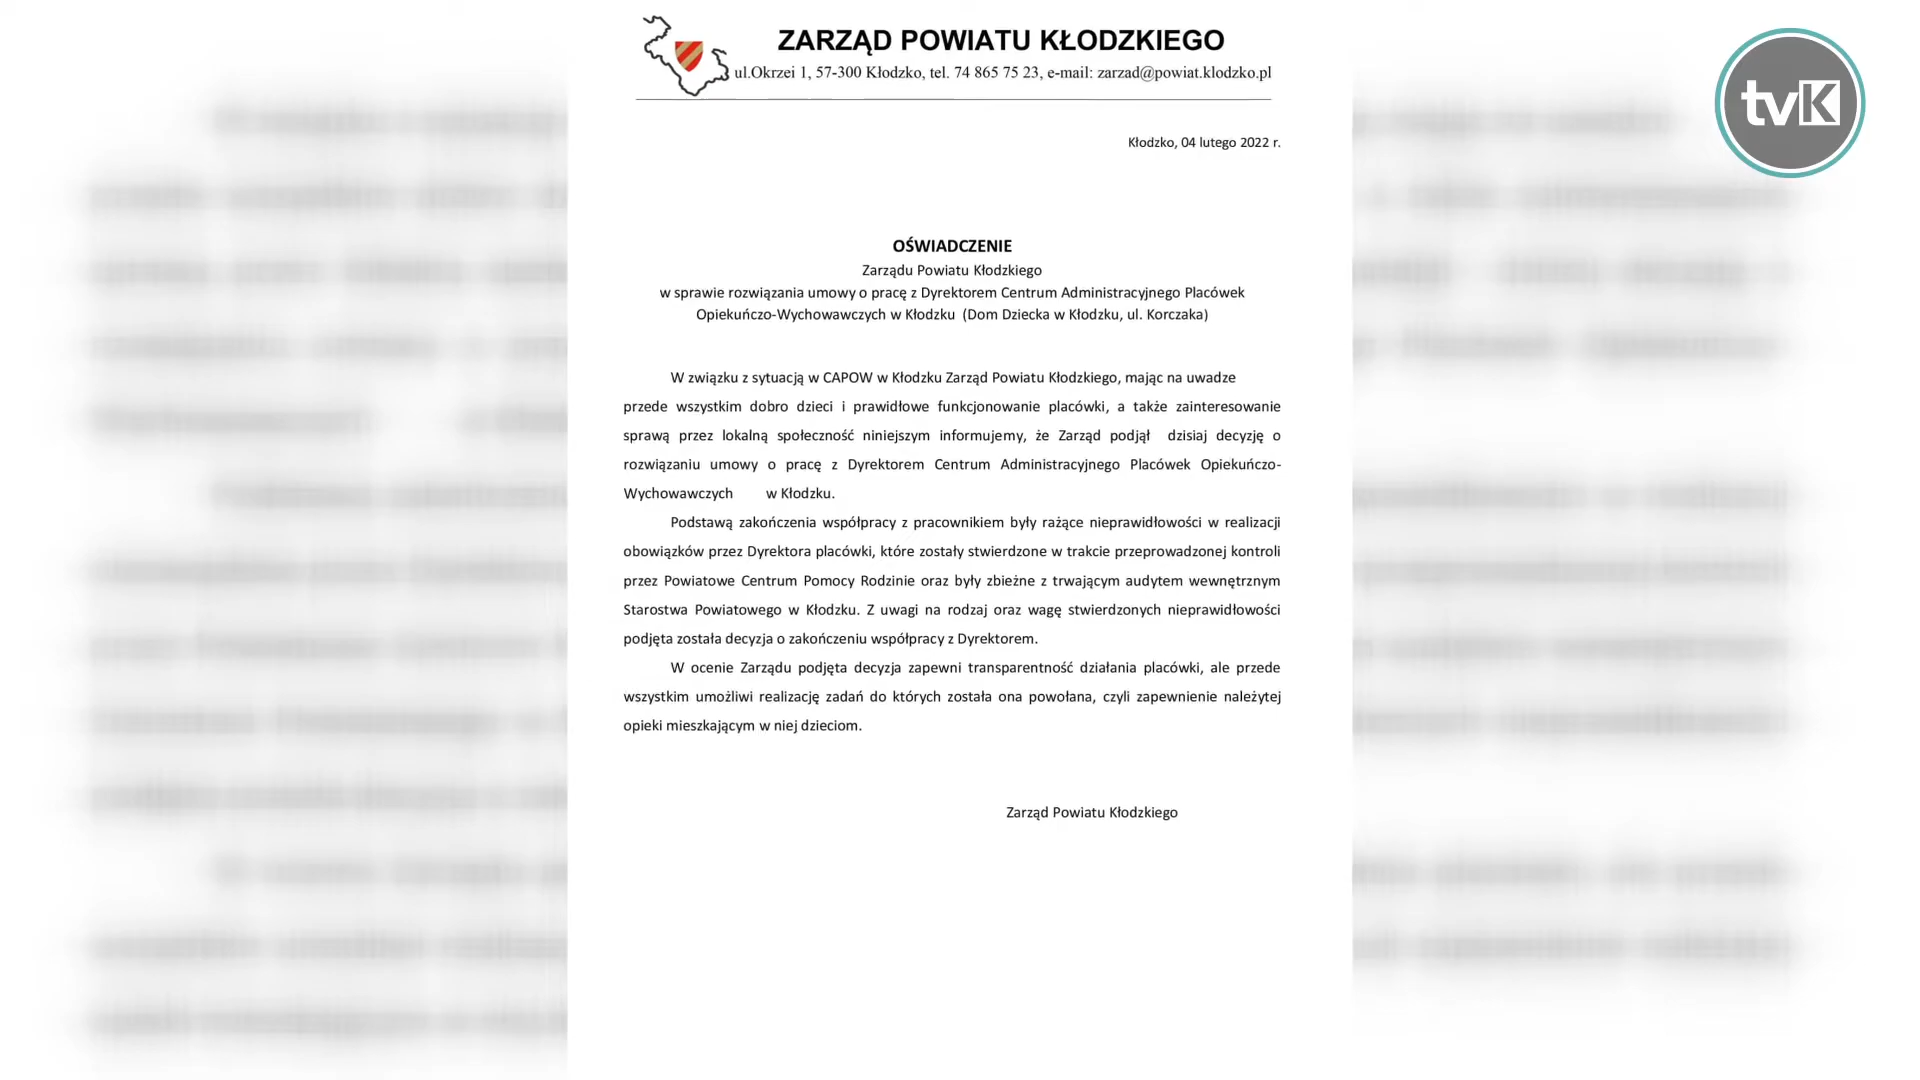 ZARZĄD POWIATU KŁODZKIEGO
ul.Okrzei 1, 57-300 Kłodzko, tel. 74 865 75 23, e-mail: zarzad@powiat.klodzko.pl
tvK
Kłodzko, 04 lutego 2022 r.
OŚWIADCZENIE
Zarządu Powiatu Kłodzkiego
w sprawie rozwiązania umowy o pracę z Dyrektorem Centrum Administracyjnego Placówek
Opiekuńczo-Wychowawczych w Kłodzku (Dom Dziecka w Kłodzku, ul. Korczaka)
W związku z sytuacją w CAPOW w Kłodzku Zarząd Powiatu Kłodzkiego, mając na uwadze
przede wszystkim dobro dzieci i prawidłowe funkcjonowanie placówki, a także zainteresowanie
sprawą przez lokalną społeczność niniejszym informujemy, że Zarząd podjął dzisiaj decyzję o
rozwiązaniu umowy o pracę z Dyrektorem Centrum Administracyjnego Placówek Opiekuńczo-
Wychowawczych w Kłodzku.
Podstawą zakończenia współpracy z pracownikiem były rażące nieprawidłowości w realizacji
obowiązków przez Dyrektora placówki, które zostały stwierdzone w trakcie przeprowadzonej kontroli
przez Powiatowe Centrum Pomocy Rodzinie oraz były zbieżne z trwającym audytem wewnętrznym
Starostwa Powiatowego w Kłodzku. Z uwagi na rodzaj oraz wagę stwierdzonych nieprawidłowości
podjęta została decyzja o zakończeniu współpracy z Dyrektorem.
W ocenie Zarządu podjęta decyzja zapewni transparentność działania placówki, ale przede
wszystkim umożliwi realizację zadań do których została ona powołana, czyli zapewnienie należytej
opieki mieszkającym w niej dzieciom.
Zarząd Powiatu Kłodzkiego